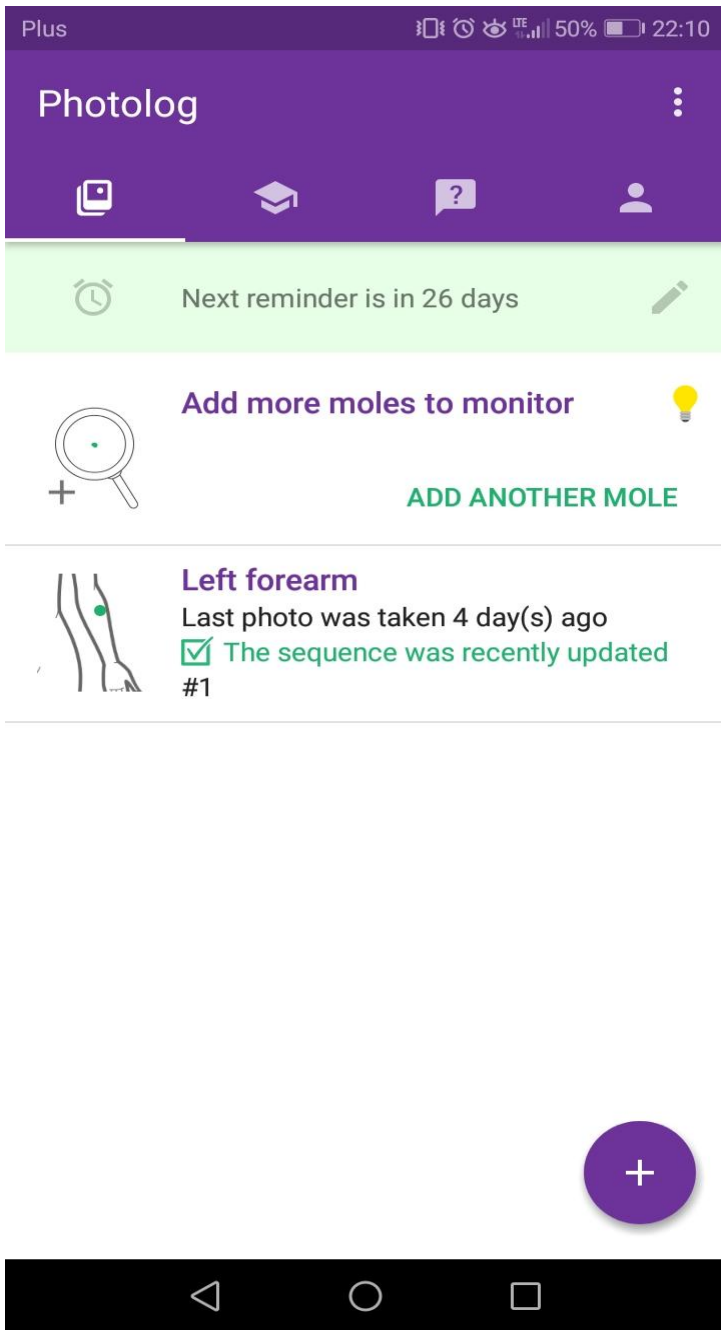 Plus LTE 50% 22:10
Photolog
?
Next reminder is in 26 days
Add more moles to monitor
ADD ANOTHER MOLE
Left forearm
Last photo was taken 4 day(s) ago
The sequence was recently updated
#1